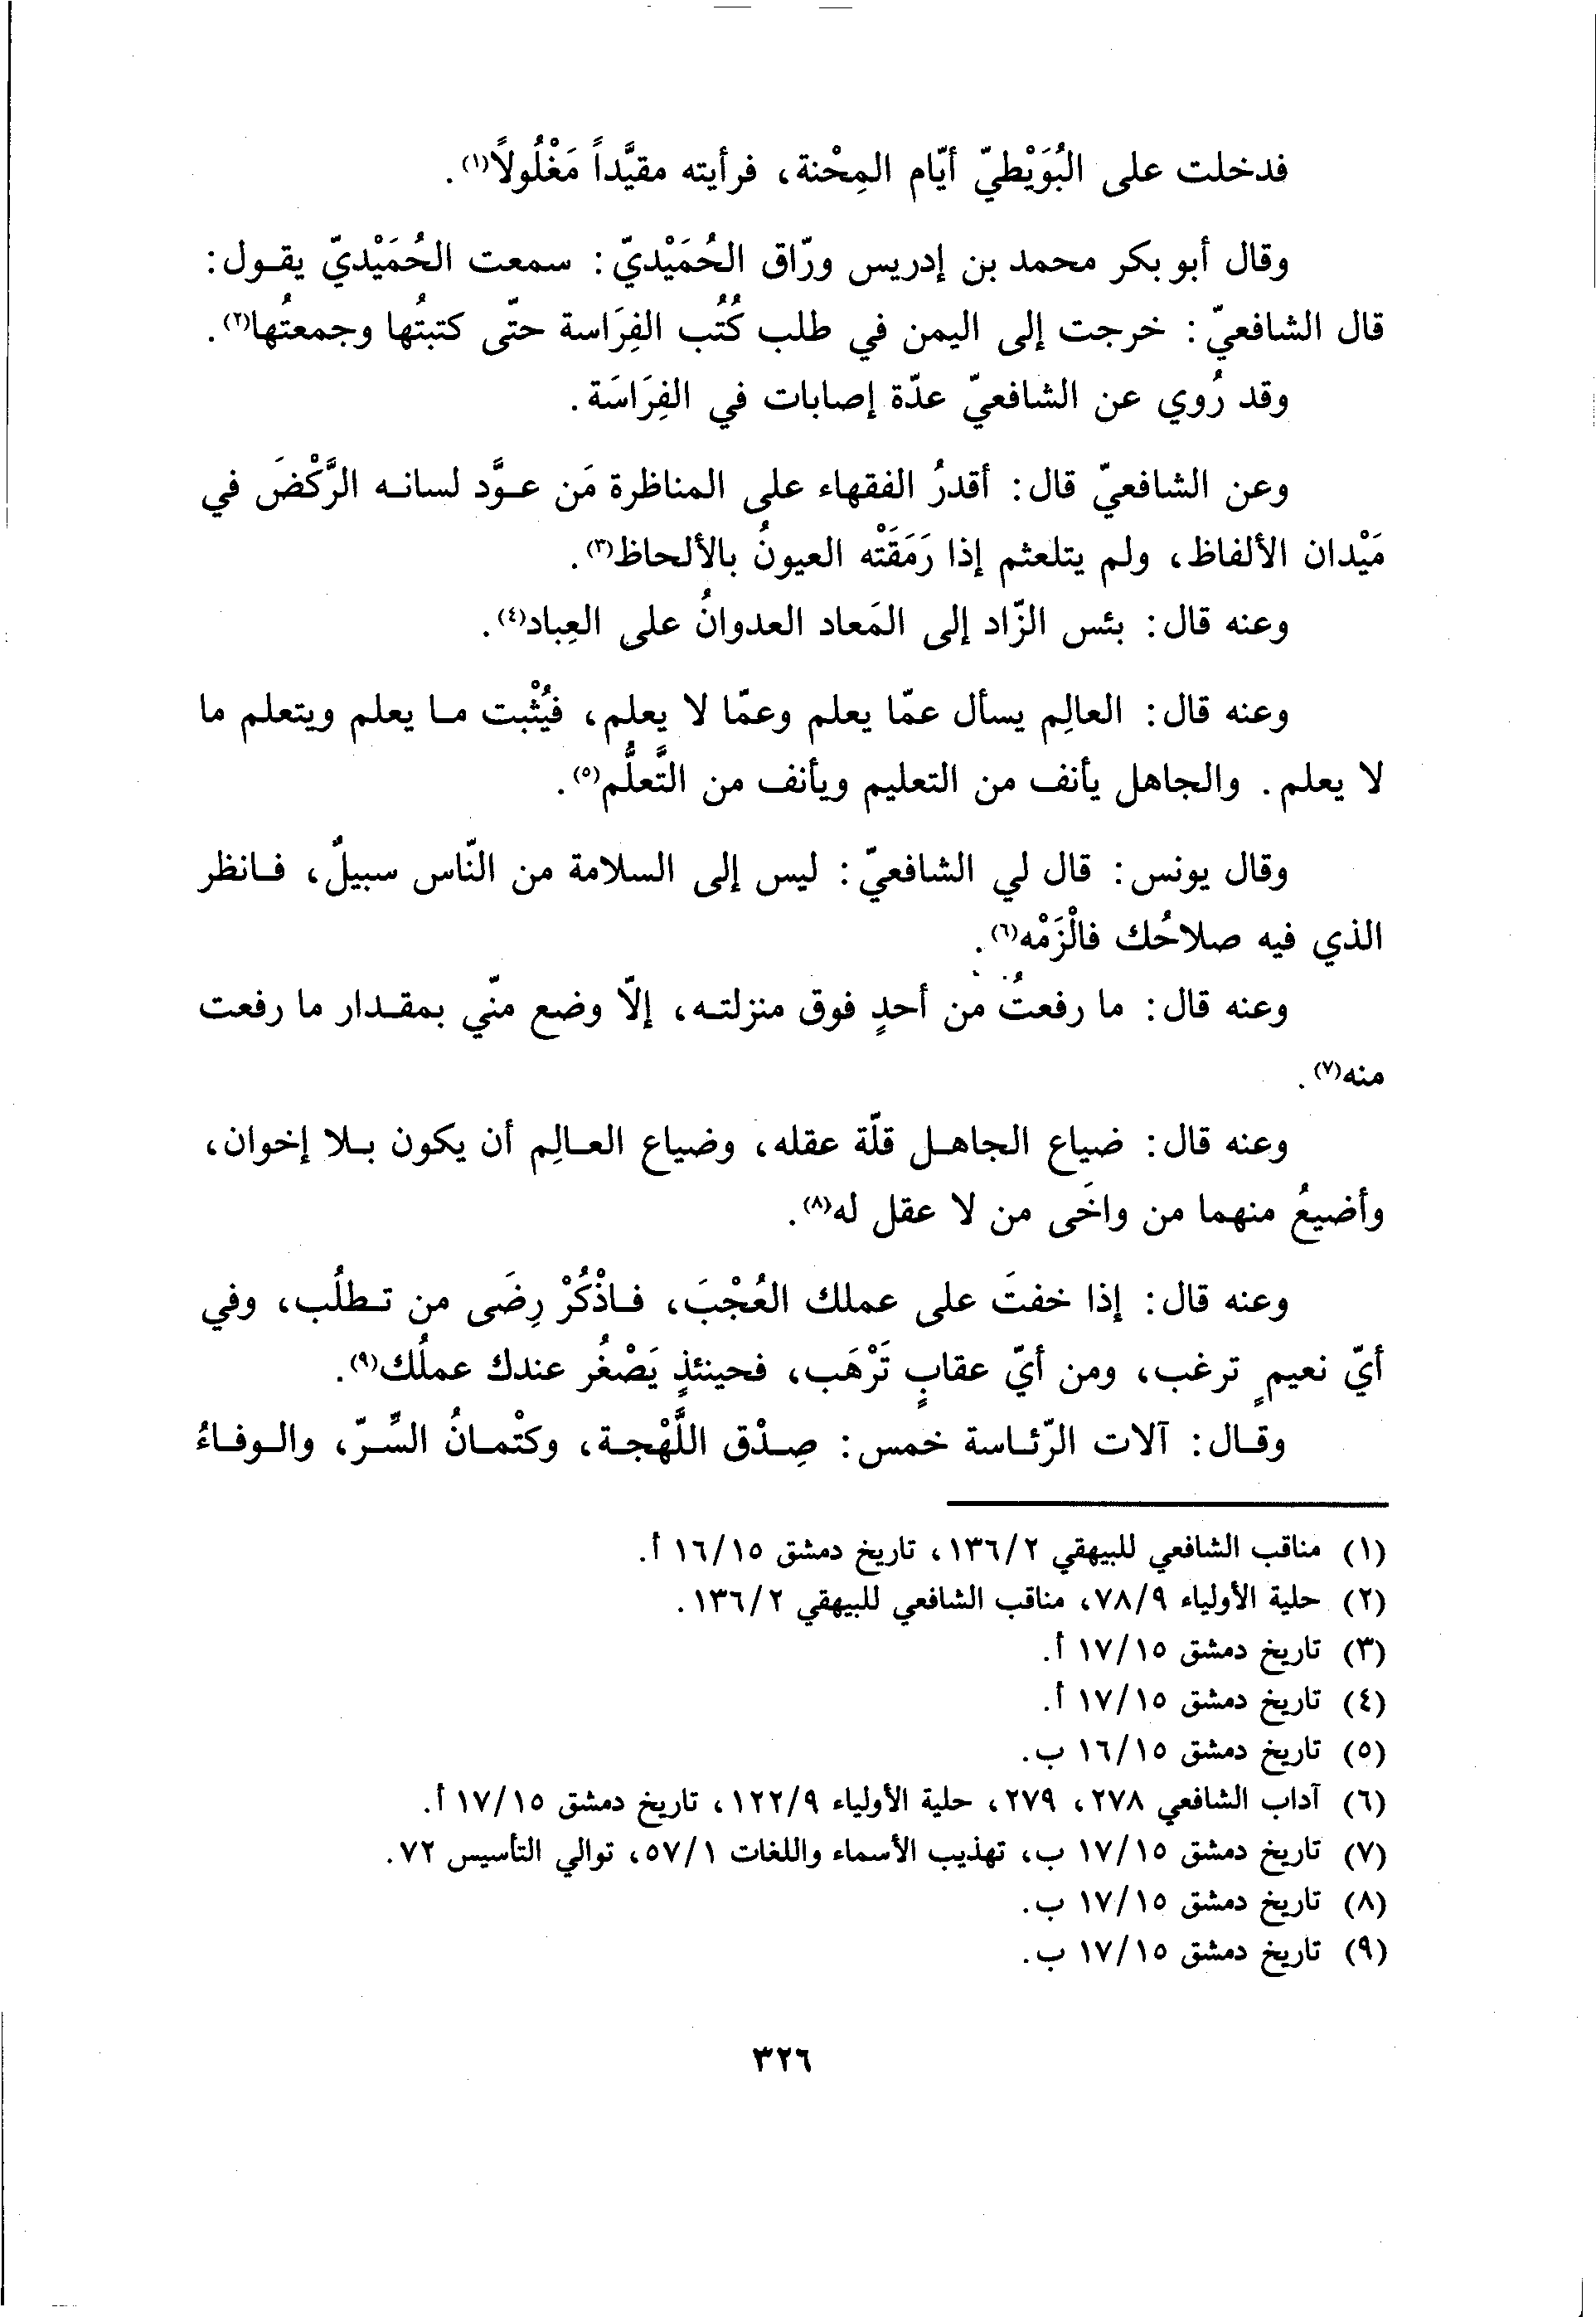 فدخلت على البُوَيْطيّ أيّام المِحْنة، فرأيته مقيَّداً مَغْلُولاً(١).
وقال أبو بكر محمد بن إدريس ورّاق الحُمَيْديّ: سمعت الحُمَيْديّ يقول:
قال الشافعيّ: خرجت إلى اليمن في طلب كُتُب الفِرَاسة حتّى كتبتُها وجمعتُها(٢).
وقد رُوي عن الشافعيّ عدّة إصابات في الفِرَاسَة.
وعن الشافعيّ قال: أقدرُ الفقهاء على المناظرة مَن عوَّد لسانه الرَّكْضَ في
مَيْدان الألفاظ، ولم يتلعثم إذا رَمَقَتْه العيونُ بالألحاظ(٣).
وعنه قال: بئس الزّاد إلى المَعاد العدوانُ على العِباد(٤).
وعنه قال: العالِم يسأل عمّا يعلم وعمّا لا يعلم، فيُثْبت ما يعلم ويتعلم ما
لا يعلم. والجاهل يأنف من التعليم ويأنف من التَّعلُّم(٥).
وقال يونس: قال لي الشافعيّ: ليس إلى السلامة من النّاس سبيلٌ، فانظر
الذي فيه صلاحُك فالْزَمْه(٦).
وعنه قال: ما رفعتُ من أحدٍ فوق منزلته، إلّا وضع منّي بمقدار ما رفعت
منه(٧).
وعنه قال: ضياع الجاهل قلّة عقله، وضياع العالِم أن يكون بلا إخوان،
وأضيعُ منهما من واخَى من لا عقل له(٨).
وعنه قال: إذا خفتَ على عملك العُجْبَ، فاذْكُرْ رِضَى من تطلُب، وفي
أيّ نعيمٍ ترغب، ومن أيّ عقابٍ تَرْهَب، فحينئذٍ يَصْغُر عندك عملُك(٩).
وقال: آلات الرّئاسة خمس: صِدْق اللَّهْجة، وكتْمانُ السِّرّ، والوفاءُ
(١) مناقب الشافعي للبيهقي ١٣٦/٢، تاريخ دمشق ١٦/١٥ أ.
(٢) حلية الأولياء ٧٨/٩، مناقب الشافعي للبيهقي ١٣٦/٢.
(٣) تاريخ دمشق ١٧/١٥ أ.
(٤) تاريخ دمشق ١٧/١٥ أ.
(٥) تاريخ دمشق ١٦/١٥ ب.
(٦) آداب الشافعي ٢٧٨، ٢٧٩، حلية الأولياء ١٢٢/٩، تاريخ دمشق ١٧/١٥ أ.
(٧) تاريخ دمشق ١٧/١٥ ب، تهذيب الأسماء واللغات ٥٧/١، توالي التأسيس ٧٢.
(٨) تاريخ دمشق ١٧/١٥ ب.
(٩) تاريخ دمشق ١٧/١٥ ب.
٣٢٦